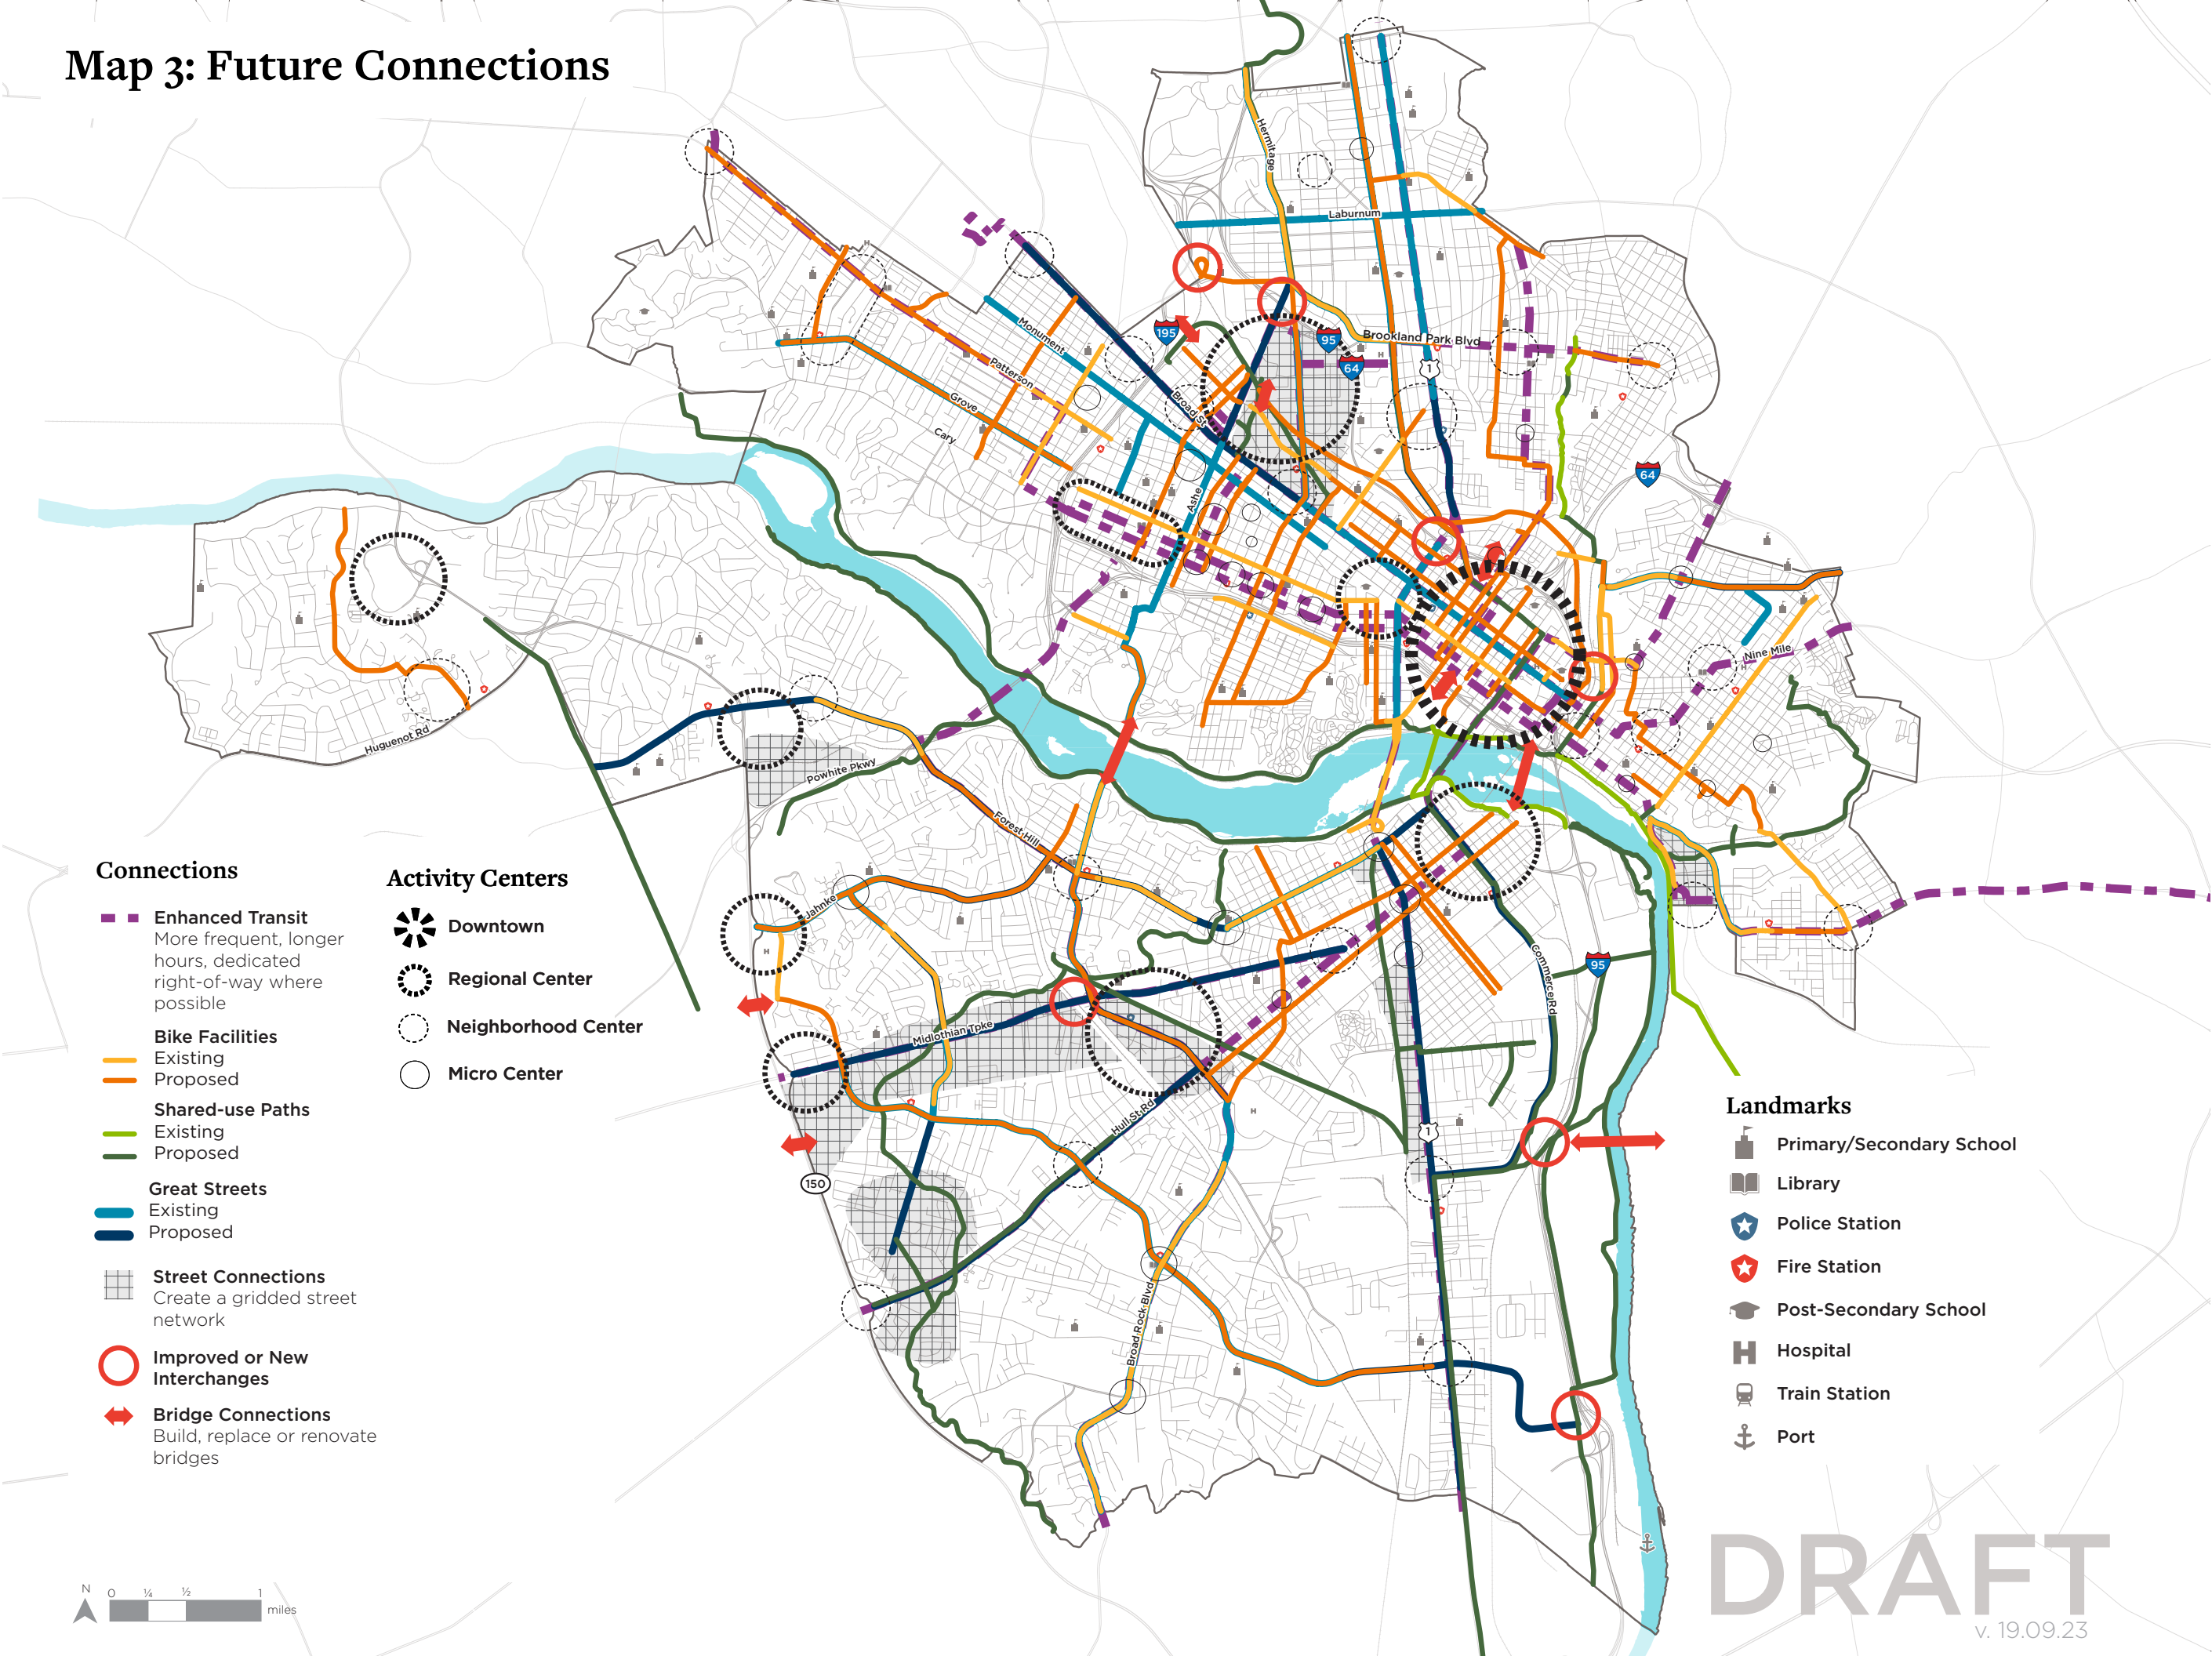 Map 3: Future Connections
Hermitage
Laburnum
195
95
Brookland Park Blvd
64
1
Monument
Patterson
Broad St
Grove
Cary
64
Ashe
Nine Mile
Huguenot Rd
Powhite Pkwy
Forest Hill
Jahnke
Commerce Rd
95
Midlothian Tpke
Hull St Rd
1
150
Broad Rock Blvd
Connections
Enhanced Transit
More frequent, longer
hours, dedicated
right-of-way where
possible
Bike Facilities
Existing
Proposed
Shared-use Paths
Existing
Proposed
Great Streets
Existing
Proposed
Street Connections
Create a gridded street
network
Improved or New
Interchanges
Bridge Connections
Build, replace or renovate
bridges
Activity Centers
Downtown
Regional Center
Neighborhood Center
Micro Center
Landmarks
Primary/Secondary School
Library
Police Station
Fire Station
Post-Secondary School
H Hospital
Train Station
Port
N 0 ¼ ½ 1
miles
DRAFT
v. 19.09.23